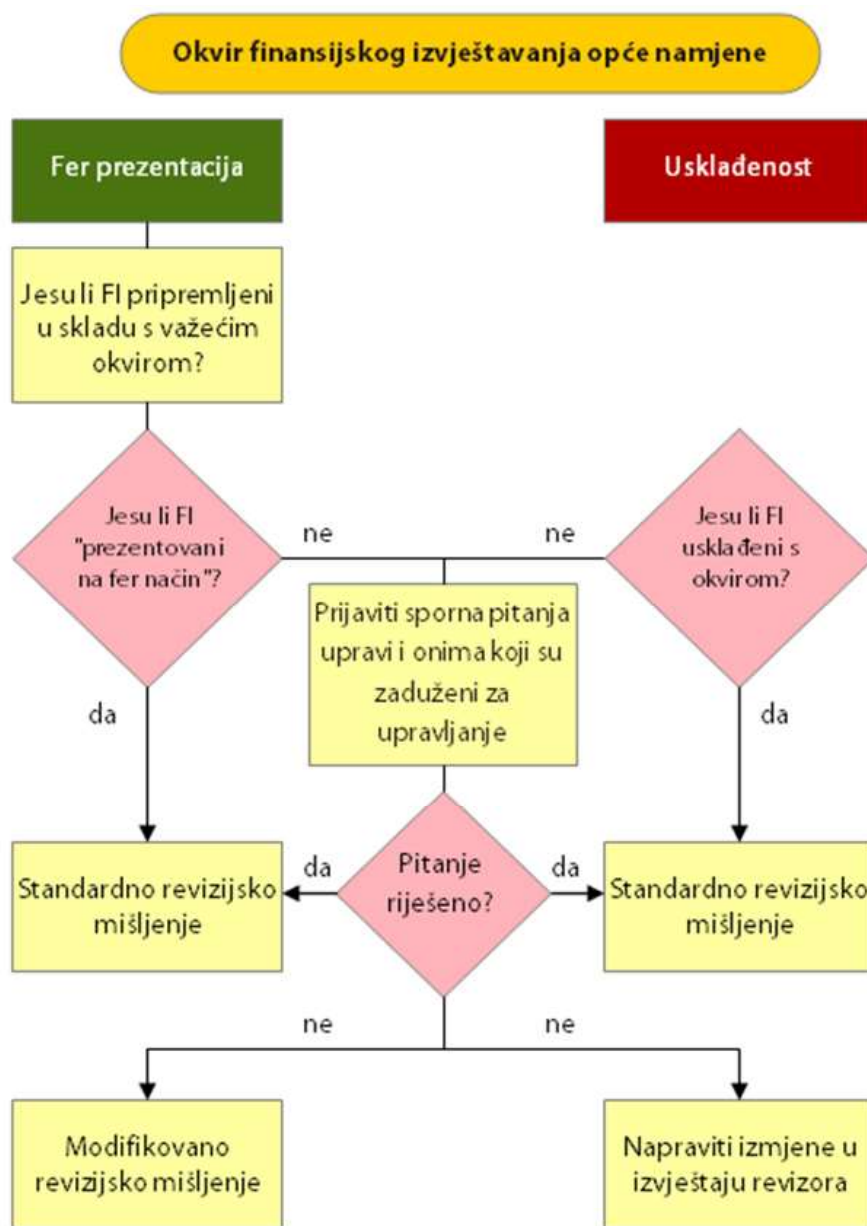 Okvir finansijskog izvještavanja opće namjene
Fer prezentacija
Usklađenost
Jesu li FI pripremljeni
u skladu s važećim
okvirom?
Jesu li FI
"prezentovani
na fer način"?
ne
ne
Jesu li FI
usklađeni s
okvirom?
Prijaviti sporna pitanja
upravi i onima koji su
zaduženi za
upravljanje
da
da
Standardno revizijsko
mišljenje
da
Pitanje
riješeno?
da
Standardno revizijsko
mišljenje
ne
ne
Modifikovano
revizijsko mišljenje
Napraviti izmjene u
izvještaju revizora